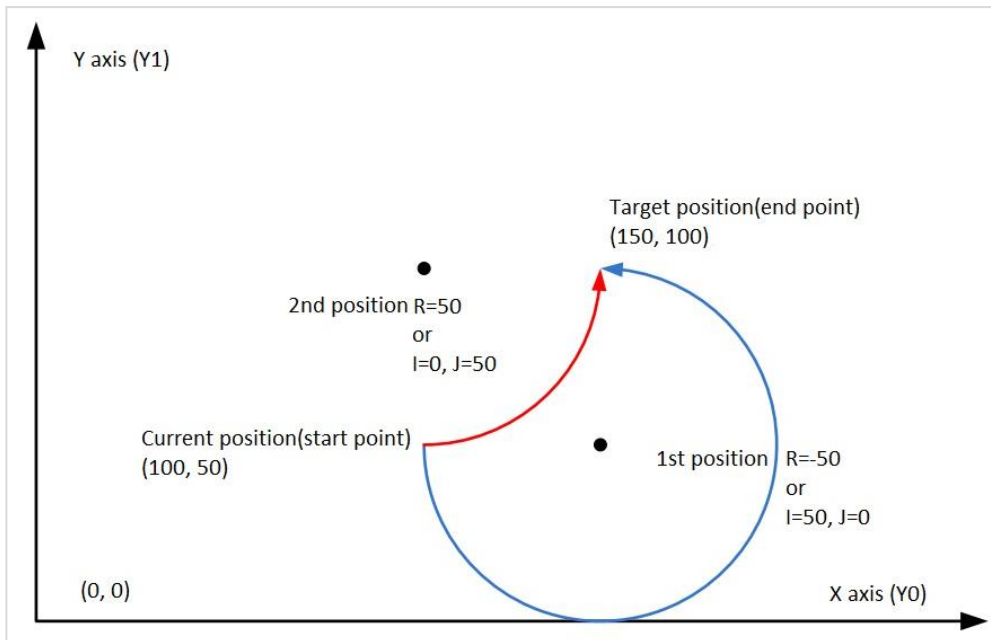 Y axis (Y1)
Target position(end point)
(150, 100)
2nd position R=50
or
I=0, J=50
Current position(start point)
(100, 50)
1st position R=-50
or
I=50, J=0
(0, 0)
X axis (Y0)